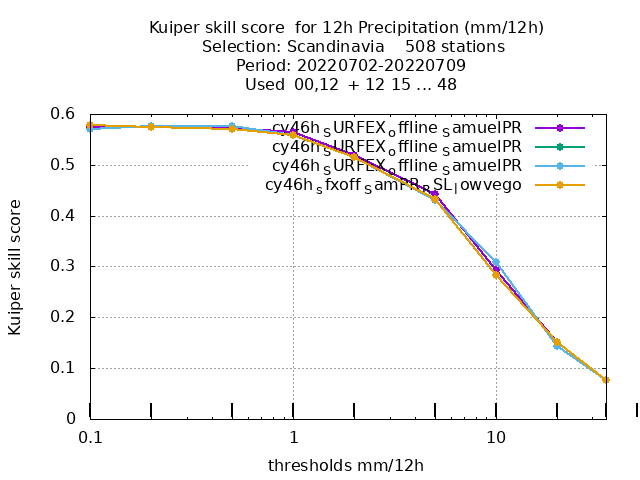 Kuiper skill score  for 12h Precipitation (mm/12h)
Selection: Scandinavia    508 stations
Period: 20220702-20220709
Used  00,12  + 12 15 ... 48
cy46h_SURFEX_offline_samuelPR
cy46h_SURFEX_offline_samuelPR
cy46h_SURFEX_offline_samuelPR
cy46h_sfxoff_samPR_RSL_lowvego
Kuiper skill score
0.6
0.5
0.4
0.3
0.2
0.1
0
0.1 1 10
thresholds mm/12h